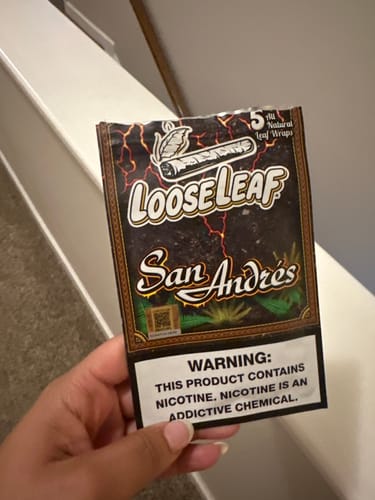 5 All
Natural
Leaf Wraps
LOOSELEAF
San Andrés
WARNING:
THIS PRODUCT CONTAINS
NICOTINE. NICOTINE IS AN
ADDICTIVE CHEMICAL.